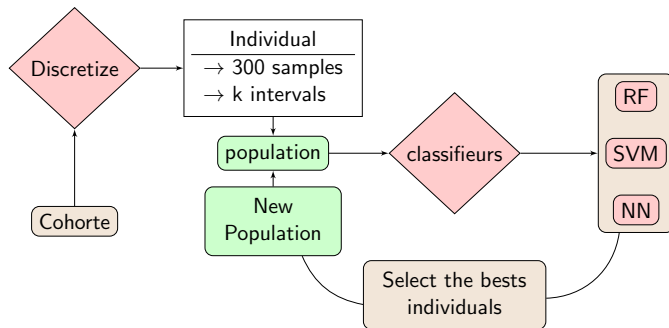 Discretize
Individual
→ 300 samples
→ k intervals
population
classifieurs
RF
SVM
NN
Cohorte
New
Population
Select the bests
individuals